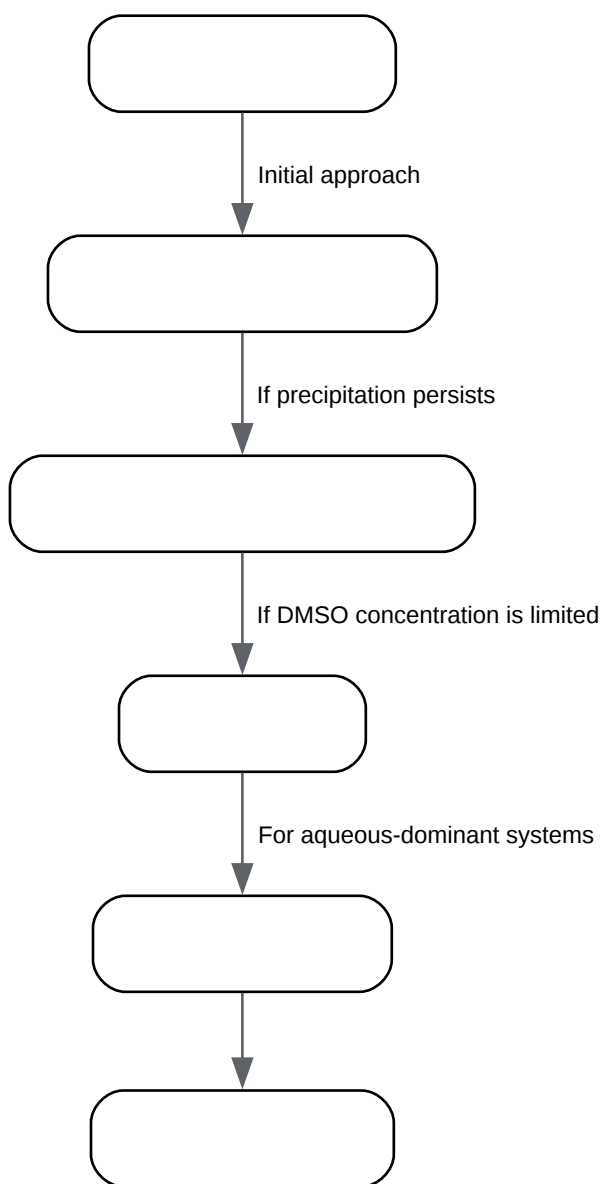 Initial approach
If precipitation persists
If DMSO concentration is limited
For aqueous-dominant systems